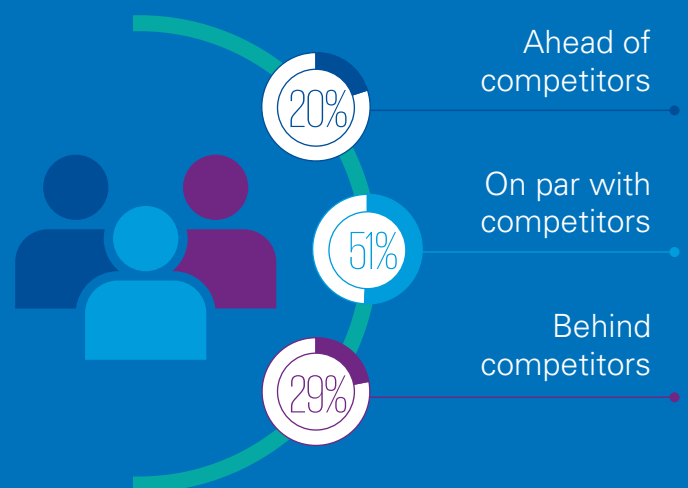 20%
Ahead of
competitors
51%
On par with
competitors
29%
Behind
competitors